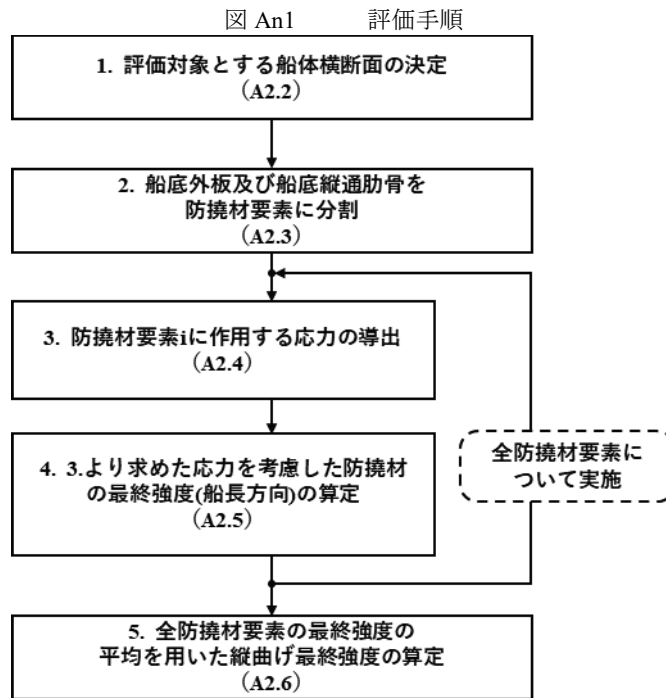 図 An1 評価手順
1. 評価対象とする船体横断面の決定
（A2.2）
2. 船底外板及び船底縦通肋骨を
防撓材要素に分割
（A2.3）
3. 防撓材要素iに作用する応力の導出
（A2.4）
4. 3.より求めた応力を考慮した防撓材
の最終強度(船長方向)の算定
（A2.5）
全防撓材要素に
ついて実施
5. 全防撓材要素の最終強度の
平均を用いた縦曲げ最終強度の算定
（A2.6）